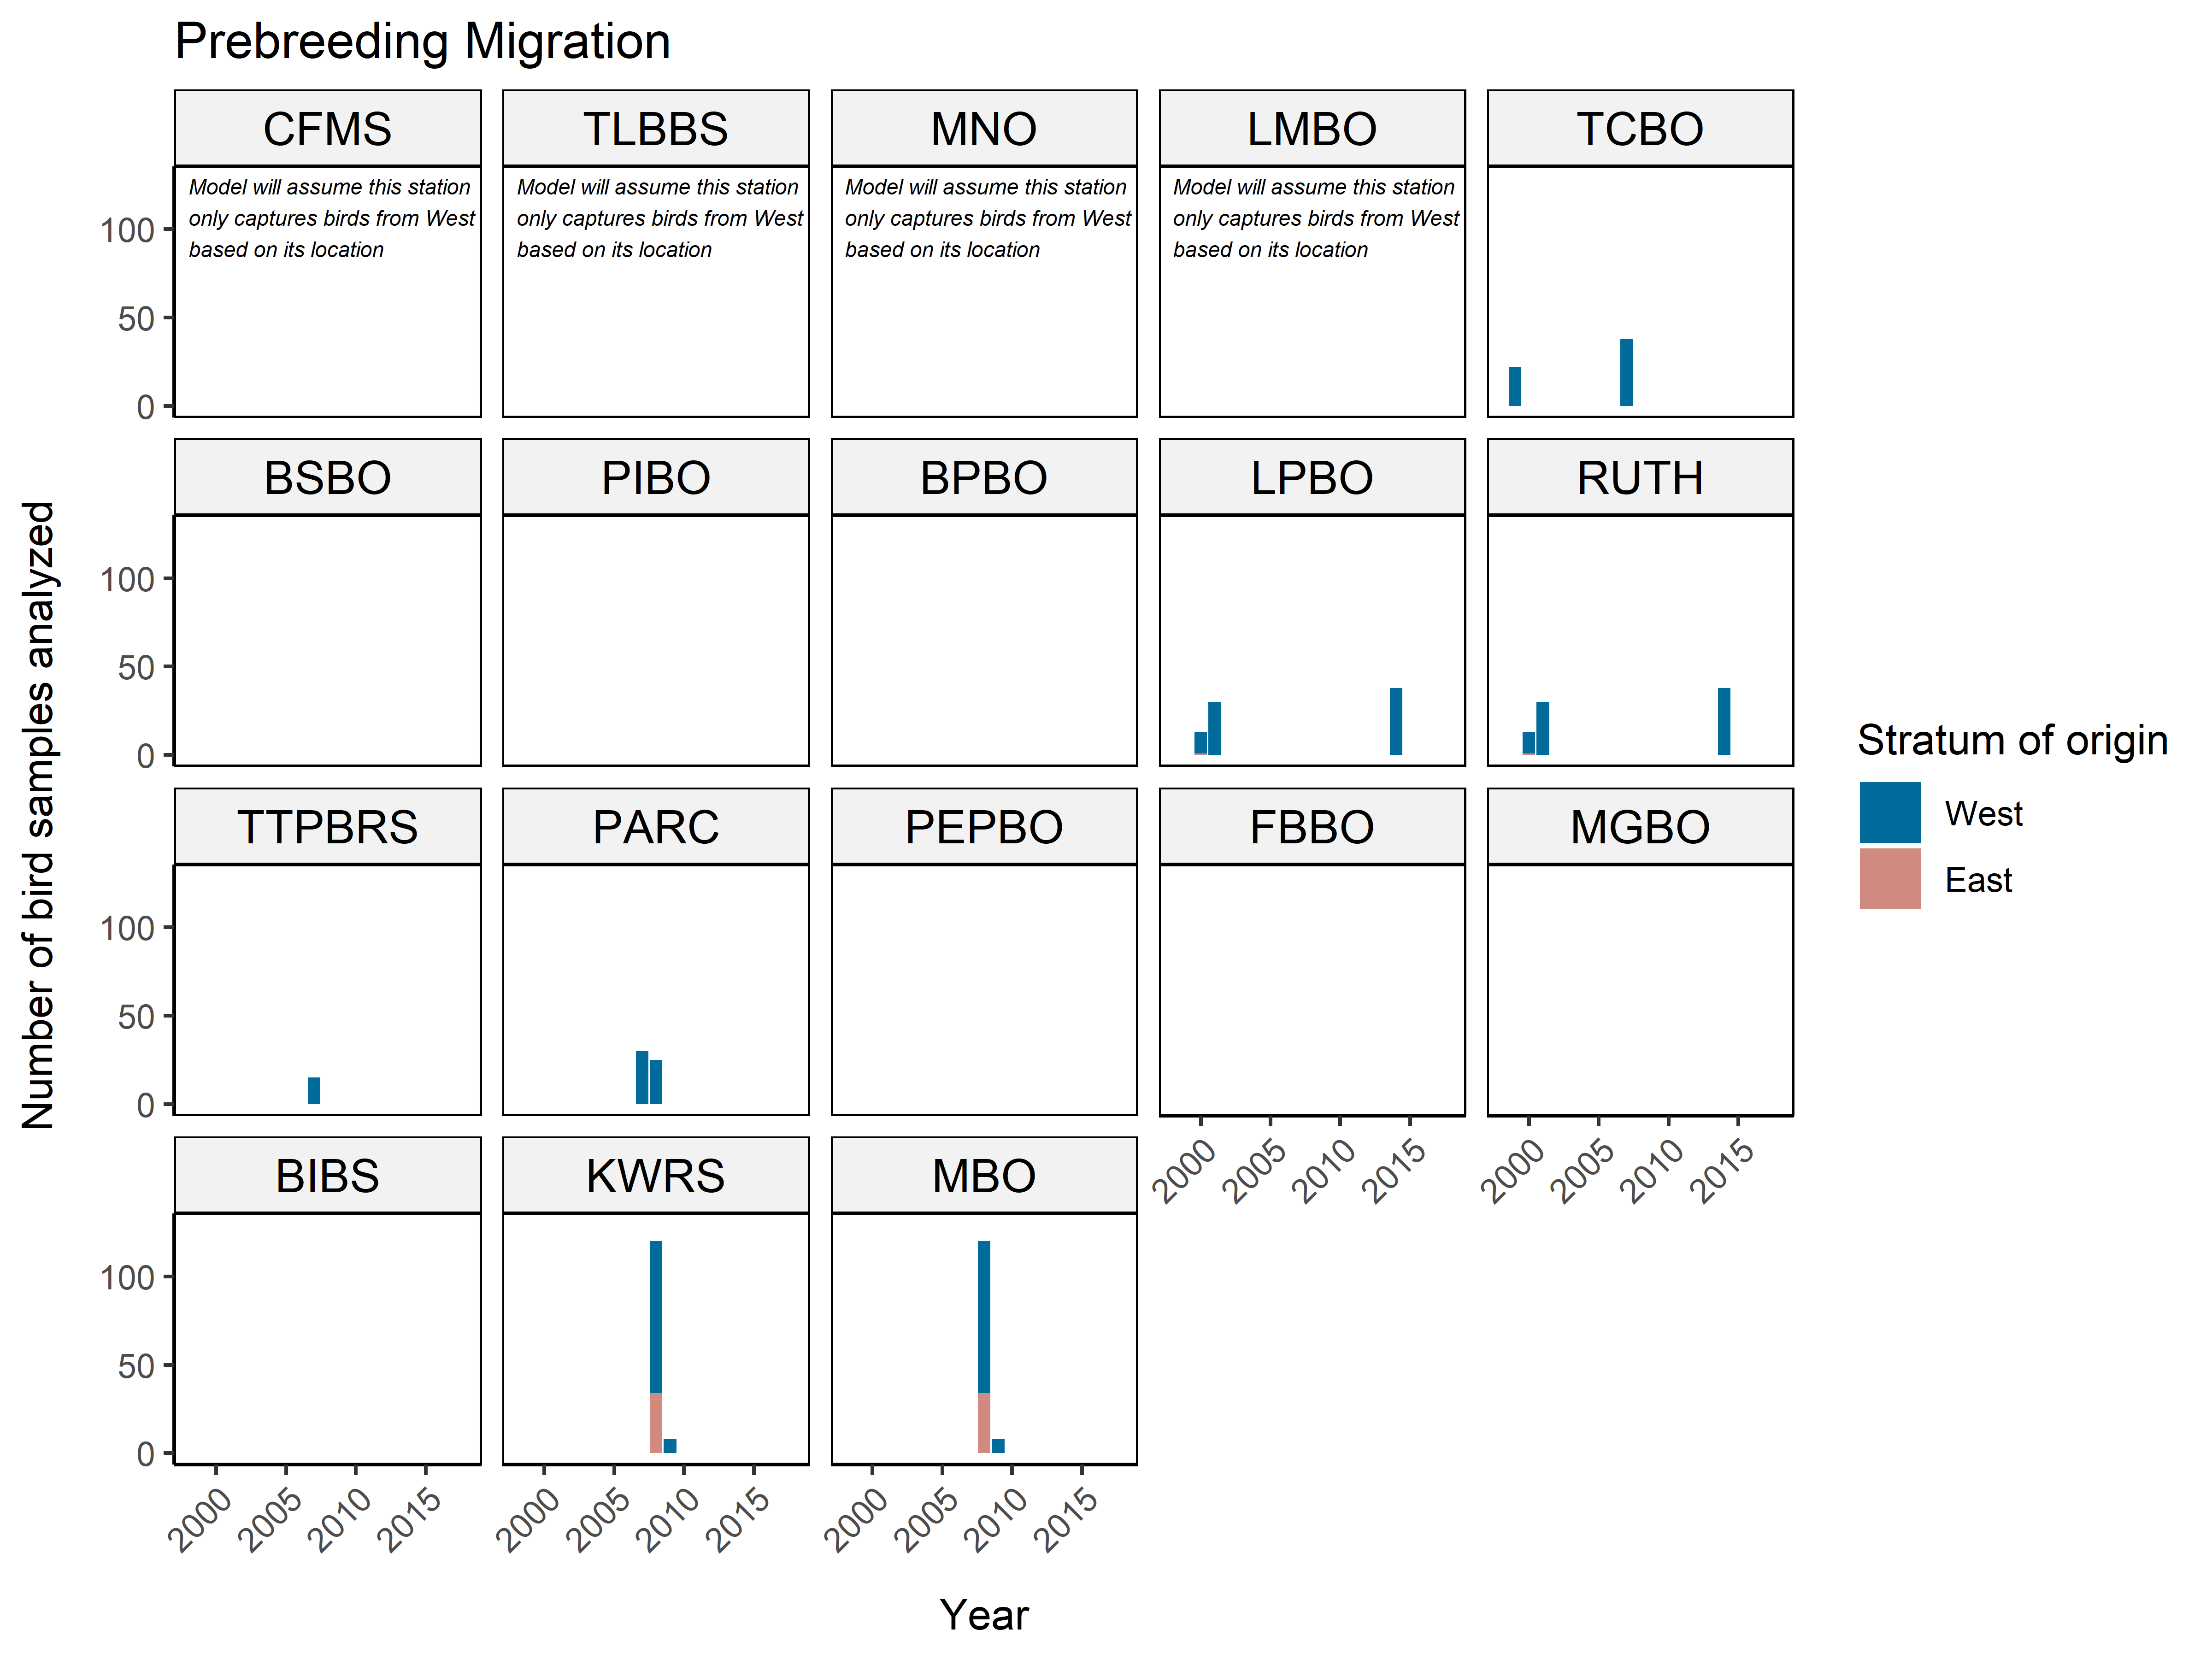 Prebreeding Migration
CFMS
TLBBS
MNO
LMBO
TCBO
Model will assume this station
only captures birds from West
based on its location
Model will assume this station
only captures birds from West
based on its location
Model will assume this station
only captures birds from West
based on its location
Model will assume this station
only captures birds from West
based on its location
100
50
0
BSBO
PIBO
BPBO
LPBO
RUTH
100
50
0
TTPBRS
PARC
PEPBO
FBBO
MGBO
100
50
0
2000 2005 2010 2015
2000 2005 2010 2015
BIBS
KWRS
MBO
100
50
0
2000 2005 2010 2015
2000 2005 2010 2015
2000 2005 2010 2015
Year
Number of bird samples analyzed
Stratum of origin
West
East